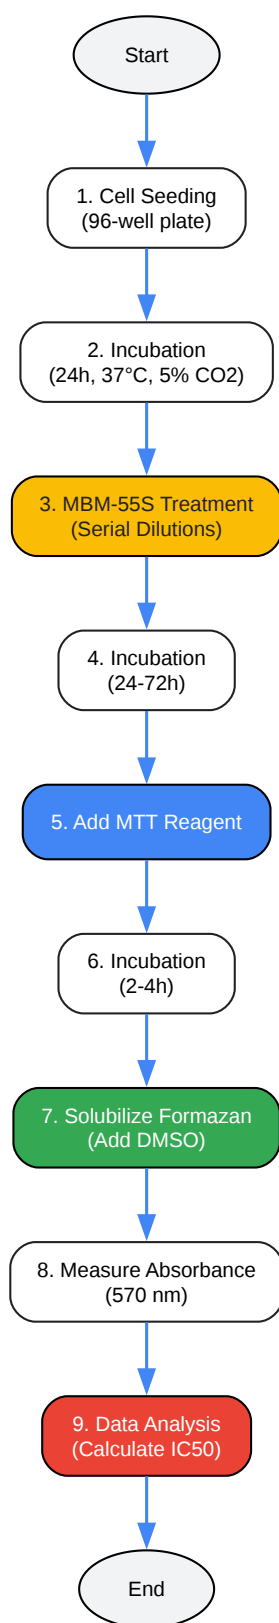 Start
1. Cell Seeding
(96-well plate)
2. Incubation
(24h, 37°C, 5% CO2)
3. MBM-55S Treatment
(Serial Dilutions)
4. Incubation
(24-72h)
5. Add MTT Reagent
6. Incubation
(2-4h)
7. Solubilize Formazan
(Add DMSO)
8. Measure Absorbance
(570 nm)
9. Data Analysis
(Calculate IC50)
End